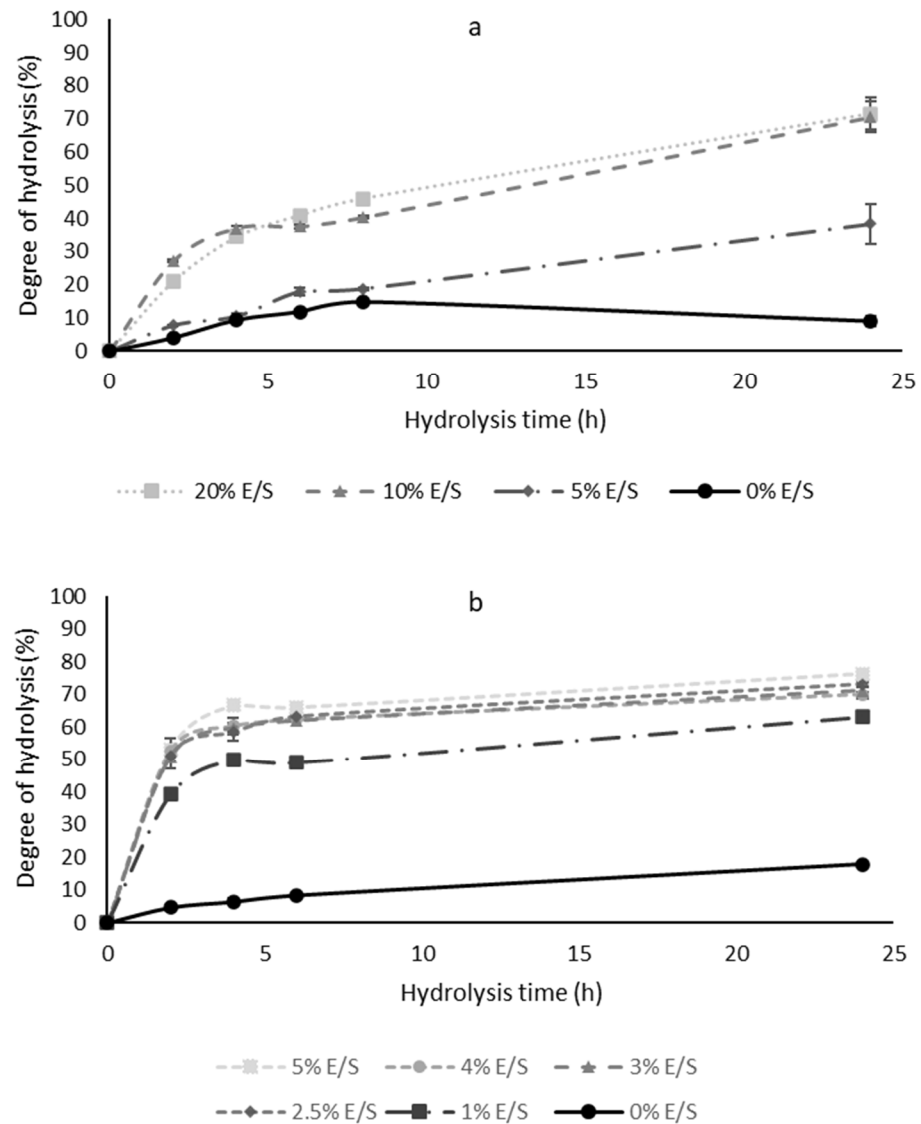 a
Degree of hydrolysis (%)
100
90
80
70
60
50
40
30
20
10
0
0 5 10 15 20 25
Hydrolysis time (h)
20% E/S 10% E/S 5% E/S 0% E/S
b
Degree of hydrolysis (%)
100
90
80
70
60
50
40
30
20
10
0
0 5 10 15 20 25
Hydrolysis time (h)
5% E/S 4% E/S 3% E/S
2.5% E/S 1% E/S 0% E/S